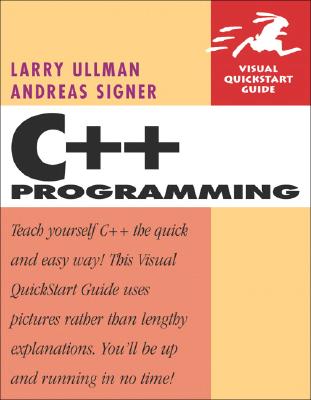 LARRY ULLMAN
ANDREAS SIGNER
VISUAL
QUICKSTART
GUIDE
C++
PROGRAMMING
Teach yourself C++ the quick
and easy way! This Visual
QuickStart Guide uses
pictures rather than lengthy
explanations. You'll be up
and running in no time!